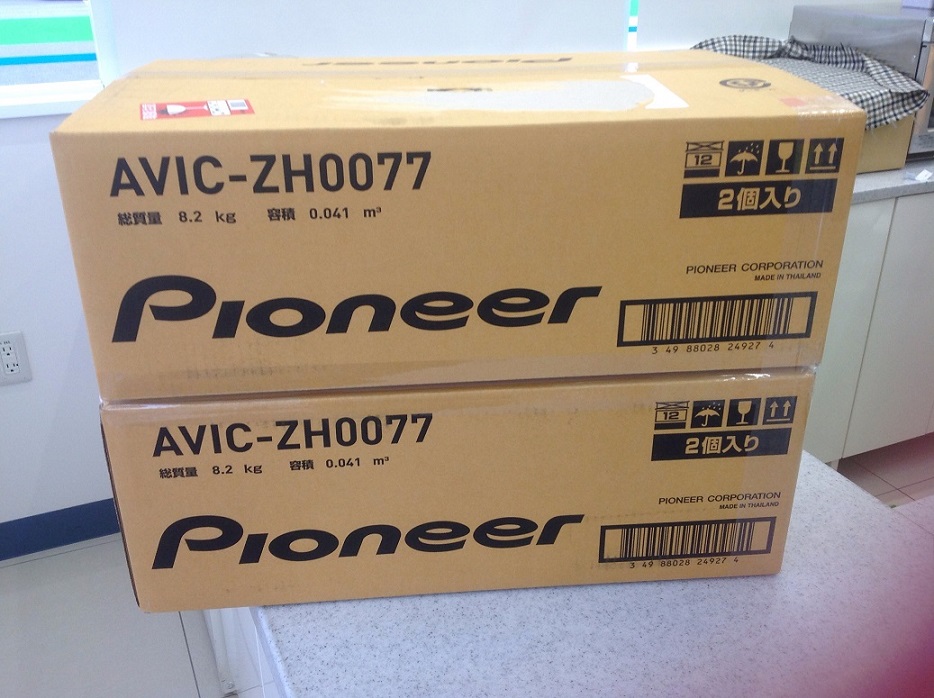 Pioneer
AVIC-ZH0077
総質量 8.2 kg 容積 0.041 m³
12
2個入り
PIONEER CORPORATION
MADE IN THAILAND
Pioneer
3 49 88028 24927 4
AVIC-ZH0077
総質量 8.2 kg 容積 0.041 m³
12
2個入り
PIONEER CORPORATION
MADE IN THAILAND
Pioneer
3 49 88028 24927 4